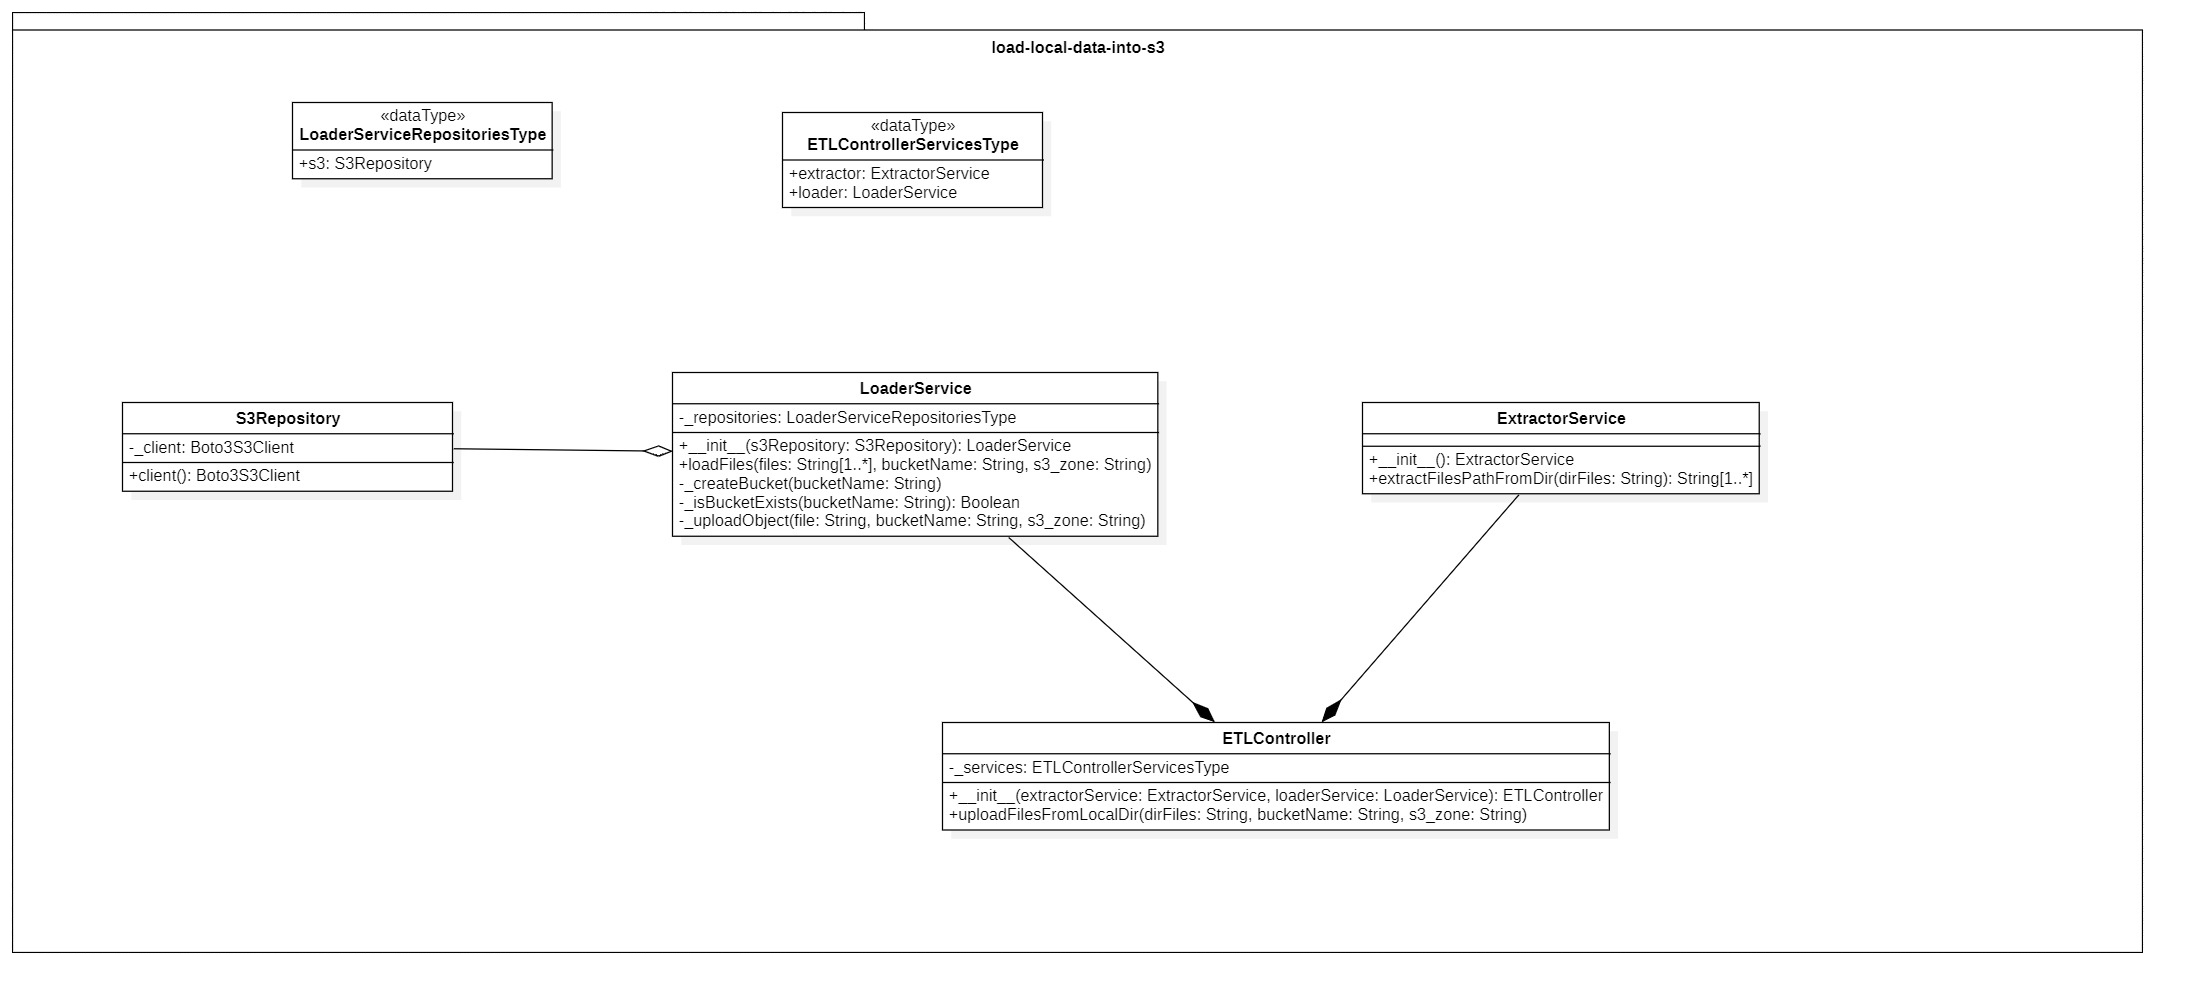 load-local-data-into-s3
«dataType»
LoaderServiceRepositoriesType
+s3: S3Repository
«dataType»
ETLControllerServicesType
+extractor: ExtractorService
+loader: LoaderService
S3Repository
-_client: Boto3S3Client
+client(): Boto3S3Client
LoaderService
-_repositories: LoaderServiceRepositoriesType
+__init__(s3Repository: S3Repository): LoaderService
+loadFiles(files: String[1..*], bucketName: String, s3_zone: String)
-_createBucket(bucketName: String)
-_isBucketExists(bucketName: String): Boolean
-_uploadObject(file: String, bucketName: String, s3_zone: String)
ExtractorService
+__init__(): ExtractorService
+extractFilesPathFromDir(dirFiles: String): String[1..*]
ETLController
-_services: ETLControllerServicesType
+__init__(extractorService: ExtractorService, loaderService: LoaderService): ETLController
+uploadFilesFromLocalDir(dirFiles: String, bucketName: String, s3_zone: String)